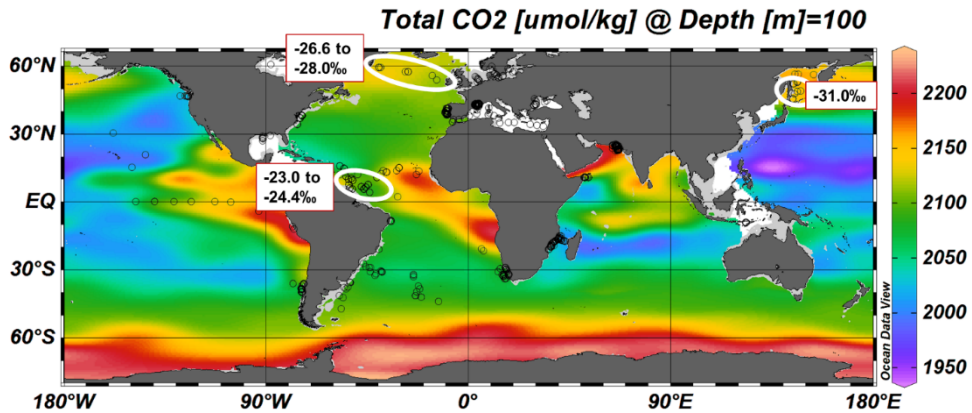 Total CO2 [umol/kg] @ Depth [m]=100
-26.6 to
-28.0‰
-31.0‰
-23.0 to
-24.4‰
60°N
30°N
EQ
30°S
60°S
180°W
90°W
0°
90°E
180°E
2200
2150
2100
2050
2000
1950
Ocean Data View